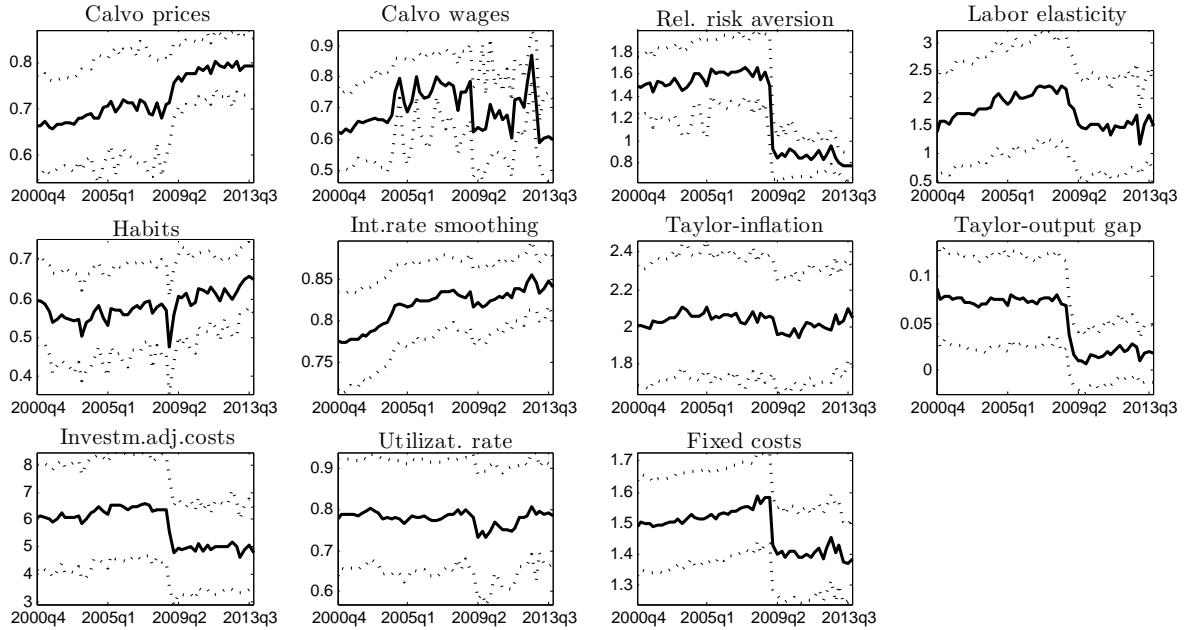 Calvo prices
Calvo wages
Rel. risk aversion
Labor elasticity
0.8
0.7
0.6
2000q4 2005q1 2009q2 2013q3
0.9
0.8
0.7
0.6
0.5
2000q4 2005q1 2009q2 2013q3
1.8
1.6
1.4
1.2
1
0.8
2000q4 2005q1 2009q2 2013q3
3
2.5
2
1.5
1
0.5
2000q4 2005q1 2009q2 2013q3
Habits
Int.rate smoothing
Taylor-inflation
Taylor-output gap
0.7
0.6
0.5
0.4
2000q4 2005q1 2009q2 2013q3
0.85
0.8
0.75
2000q4 2005q1 2009q2 2013q3
2.4
2.2
2
1.8
2000q4 2005q1 2009q2 2013q3
0.1
0.05
0
2000q4 2005q1 2009q2 2013q3
Investm.adj.costs
Utilizat. rate
Fixed costs
8
7
6
5
4
3
2000q4 2005q1 2009q2 2013q3
0.9
0.8
0.7
0.6
2000q4 2005q1 2009q2 2013q3
1.7
1.6
1.5
1.4
1.3
2000q4 2005q1 2009q2 2013q3